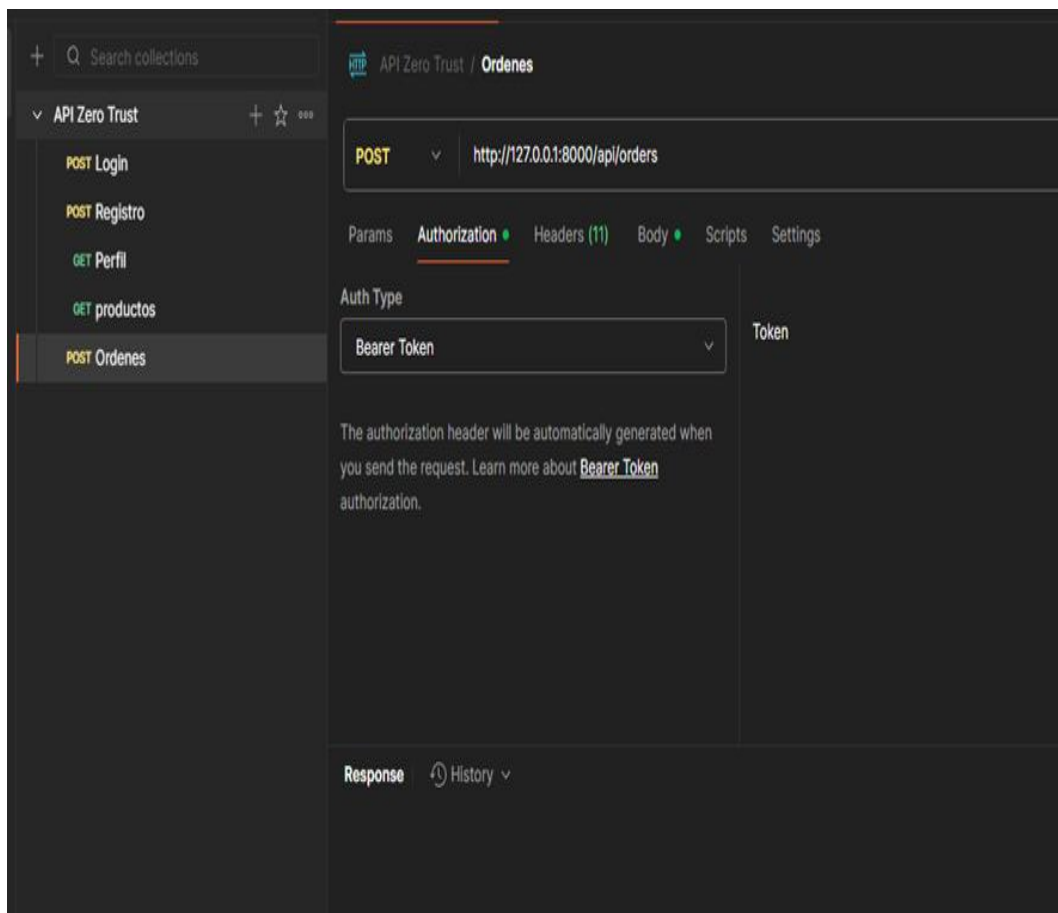 Search collections
API Zero Trust
POST Login
POST Registro
GET Perfil
GET productos
POST Ordenes
HTTP API Zero Trust / Ordenes
POST http://127.0.0.1:8000/api/orders
Params Authorization Headers (11) Body Scripts Settings
Auth Type
Bearer Token
Token
The authorization header will be automatically generated when
you send the request. Learn more about Bearer Token
authorization.
Response History